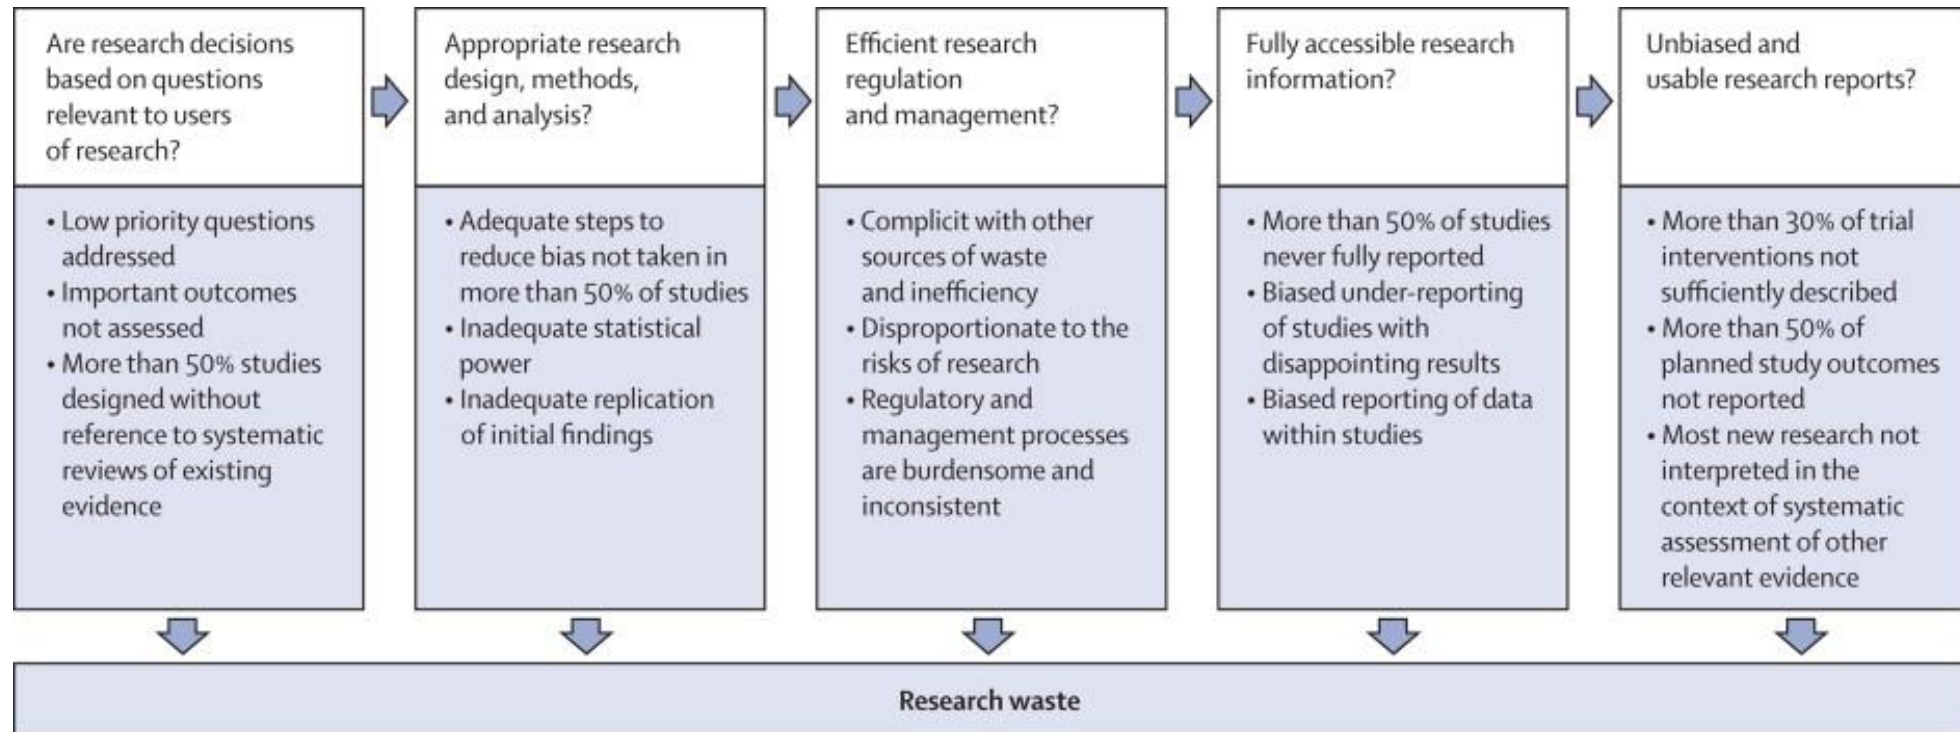 Are research decisions
based on questions
relevant to users
of research?
• Low priority questions
addressed
• Important outcomes
not assessed
• More than 50% studies
designed without
reference to systematic
reviews of existing
evidence
Appropriate research
design, methods,
and analysis?
• Adequate steps to
reduce bias not taken in
more than 50% of studies
• Inadequate statistical
power
• Inadequate replication
of initial findings
Efficient research
regulation
and management?
• Complicit with other
sources of waste
and inefficiency
• Disproportionate to the
risks of research
• Regulatory and
management processes
are burdensome and
inconsistent
Fully accessible research
information?
• More than 50% of studies
never fully reported
• Biased under-reporting
of studies with
disappointing results
• Biased reporting of data
within studies
Unbiased and
usable research reports?
• More than 30% of trial
interventions not
sufficiently described
• More than 50% of
planned study outcomes
not reported
• Most new research not
interpreted in the
context of systematic
assessment of other
relevant evidence
Research waste